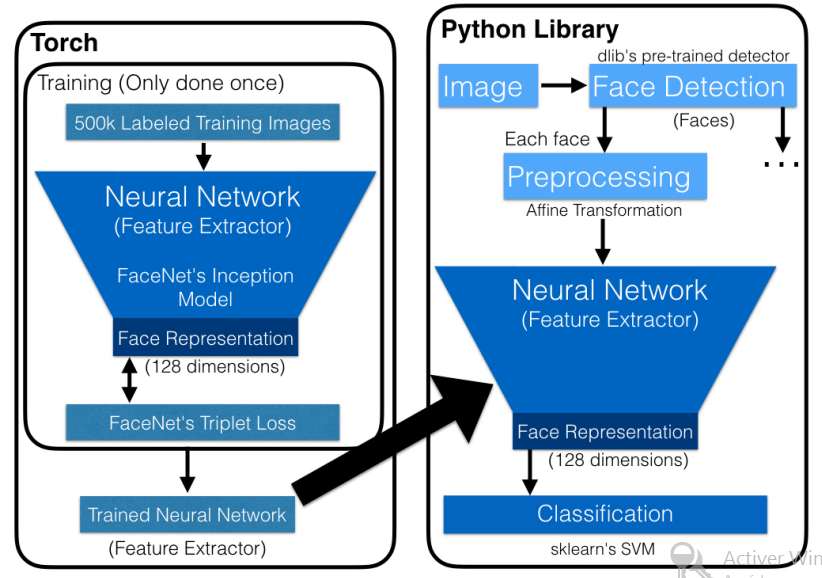 Torch
Training (Only done once)
500k Labeled Training Images
Neural Network
(Feature Extractor)
FaceNet's Inception
Model
Face Representation
(128 dimensions)
FaceNet's Triplet Loss
Trained Neural Network
(Feature Extractor)
Python Library
dlib's pre-trained detector
Image
Face Detection
(Faces)
Each face
...
Preprocessing
Affine Transformation
Neural Network
(Feature Extractor)
Face Representation
(128 dimensions)
Classification
sklearn's SVM
Activer Win